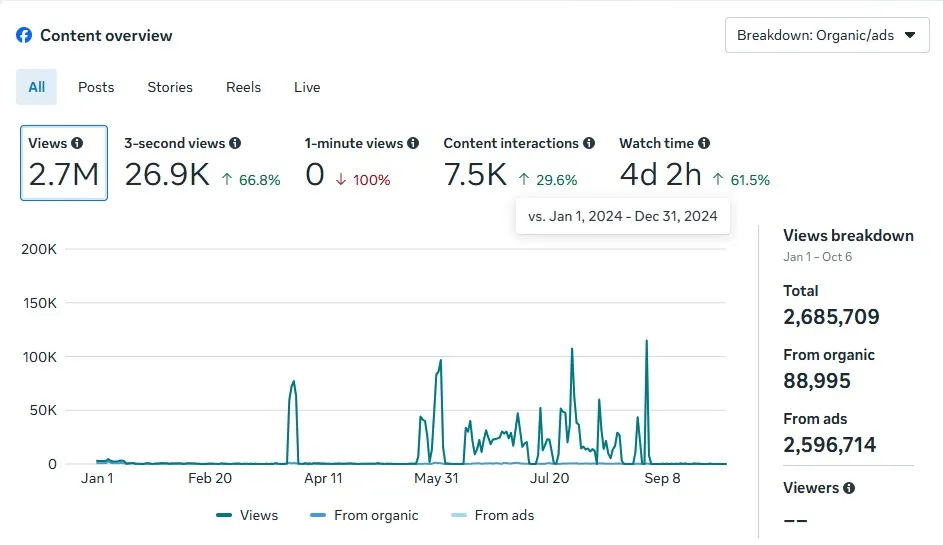 Content overview
Breakdown: Organic/ads
All Posts Stories Reels Live
Views 3-second views 1-minute views Content interactions Watch time
2.7M 26.9K ↑ 66.8% 0 ↓ 100% 7.5K ↑ 29.6% 4d 2h ↑ 61.5%
vs. Jan 1, 2024 - Dec 31, 2024
200K
150K
100K
50K
0
Jan 1 Feb 20 Apr 11 May 31 Jul 20 Sep 8
Views From organic From ads
Views breakdown
Jan 1 – Oct 6
Total
2,685,709
From organic
88,995
From ads
2,596,714
Viewers
--